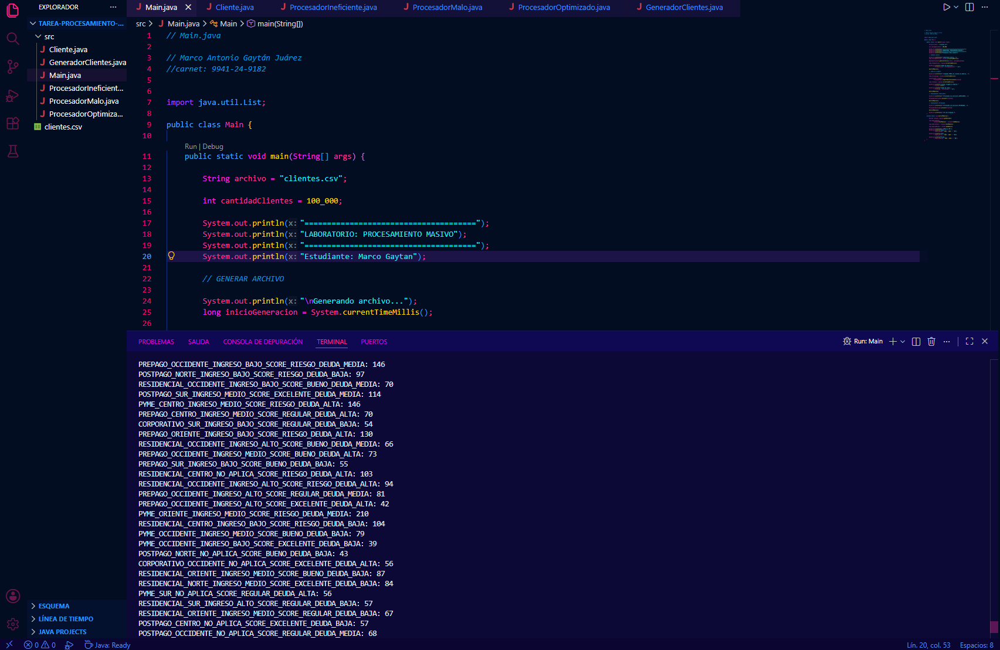 EXPLORADOR ···
TAREA-PROCESAMIENTO-...
src
Cliente.java
GeneradorClientes.java
Main.java
ProcesadorIneficient...
ProcesadorMalo.java
ProcesadorOptimiza...
clientes.csv
ESQUEMA
LÍNEA DE TIEMPO
JAVA PROJECTS
Main.java Cliente.java ProcesadorIneficiente.java ProcesadorMalo.java ProcesadorOptimizado.java GeneradorClientes.java
src > Main.java > Main > main(String[])
1 // Main.java
2
3 // Marco Antonio Gaytán Juárez
4 //carnet: 9941-24-9182
5
6
7 import java.util.List;
8
9 public class Main {
10
Run | Debug
11 public static void main(String[] args) {
12
13 String archivo = "clientes.csv";
14
15 int cantidadClientes = 100_000;
16
17 System.out.println(x: "======================================");
18 System.out.println(x: "LABORATORIO: PROCESAMIENTO MASIVO");
19 System.out.println(x: "======================================");
20 System.out.println(x: "Estudiante: Marco Gaytan");
21
22 // GENERAR ARCHIVO
23
24 System.out.println(x: "\nGenerando archivo...");
25 long inicioGeneracion = System.currentTimeMillis();
26
PROBLEMAS SALIDA CONSOLA DE DEPURACIÓN TERMINAL PUERTOS
Run: Main
PREPAGO_OCCIDENTE_INGRESO_BAJO_SCORE_RIESGO_DEUDA_MEDIA: 146
POSTPAGO_NORTE_INGRESO_BAJO_SCORE_RIESGO_DEUDA_BAJA: 97
RESIDENCIAL_OCCIDENTE_INGRESO_BAJO_SCORE_BUENO_DEUDA_MEDIA: 70
POSTPAGO_SUR_INGRESO_MEDIO_SCORE_EXCELENTE_DEUDA_MEDIA: 114
PYME_CENTRO_INGRESO_MEDIO_SCORE_RIESGO_DEUDA_ALTA: 146
PREPAGO_CENTRO_INGRESO_MEDIO_SCORE_REGULAR_DEUDA_ALTA: 70
CORPORATIVO_SUR_INGRESO_BAJO_SCORE_REGULAR_DEUDA_BAJA: 54
PREPAGO_ORIENTE_INGRESO_BAJO_SCORE_RIESGO_DEUDA_ALTA: 130
RESIDENCIAL_OCCIDENTE_INGRESO_ALTO_SCORE_BUENO_DEUDA_MEDIA: 66
PREPAGO_OCCIDENTE_INGRESO_MEDIO_SCORE_BUENO_DEUDA_ALTA: 73
PREPAGO_SUR_INGRESO_BAJO_SCORE_BUENO_DEUDA_BAJA: 55
RESIDENCIAL_CENTRO_NO_APLICA_SCORE_RIESGO_DEUDA_ALTA: 103
RESIDENCIAL_OCCIDENTE_INGRESO_ALTO_SCORE_RIESGO_DEUDA_ALTA: 94
PREPAGO_OCCIDENTE_INGRESO_ALTO_SCORE_REGULAR_DEUDA_MEDIA: 81
PREPAGO_OCCIDENTE_INGRESO_ALTO_SCORE_EXCELENTE_DEUDA_ALTA: 42
PYME_ORIENTE_INGRESO_MEDIO_SCORE_RIESGO_DEUDA_MEDIA: 210
RESIDENCIAL_CENTRO_INGRESO_BAJO_SCORE_RIESGO_DEUDA_BAJA: 104
PYME_OCCIDENTE_INGRESO_MEDIO_SCORE_BUENO_DEUDA_BAJA: 79
PYME_OCCIDENTE_INGRESO_BAJO_SCORE_EXCELENTE_DEUDA_BAJA: 39
POSTPAGO_NORTE_NO_APLICA_SCORE_BUENO_DEUDA_BAJA: 43
CORPORATIVO_OCCIDENTE_NO_APLICA_SCORE_EXCELENTE_DEUDA_ALTA: 56
RESIDENCIAL_ORIENTE_INGRESO_MEDIO_SCORE_BUENO_DEUDA_BAJA: 87
RESIDENCIAL_NORTE_INGRESO_MEDIO_SCORE_EXCELENTE_DEUDA_BAJA: 84
PYME_SUR_NO_APLICA_SCORE_REGULAR_DEUDA_ALTA: 56
RESIDENCIAL_SUR_INGRESO_ALTO_SCORE_REGULAR_DEUDA_BAJA: 57
RESIDENCIAL_ORIENTE_INGRESO_MEDIO_SCORE_REGULAR_DEUDA_BAJA: 67
POSTPAGO_CENTRO_NO_APLICA_SCORE_EXCELENTE_DEUDA_BAJA: 57
POSTPAGO_OCCIDENTE_NO_APLICA_SCORE_REGULAR_DEUDA_MEDIA: 68
0 0 Java: Ready Lín. 20, col. 53 Espacios: 8